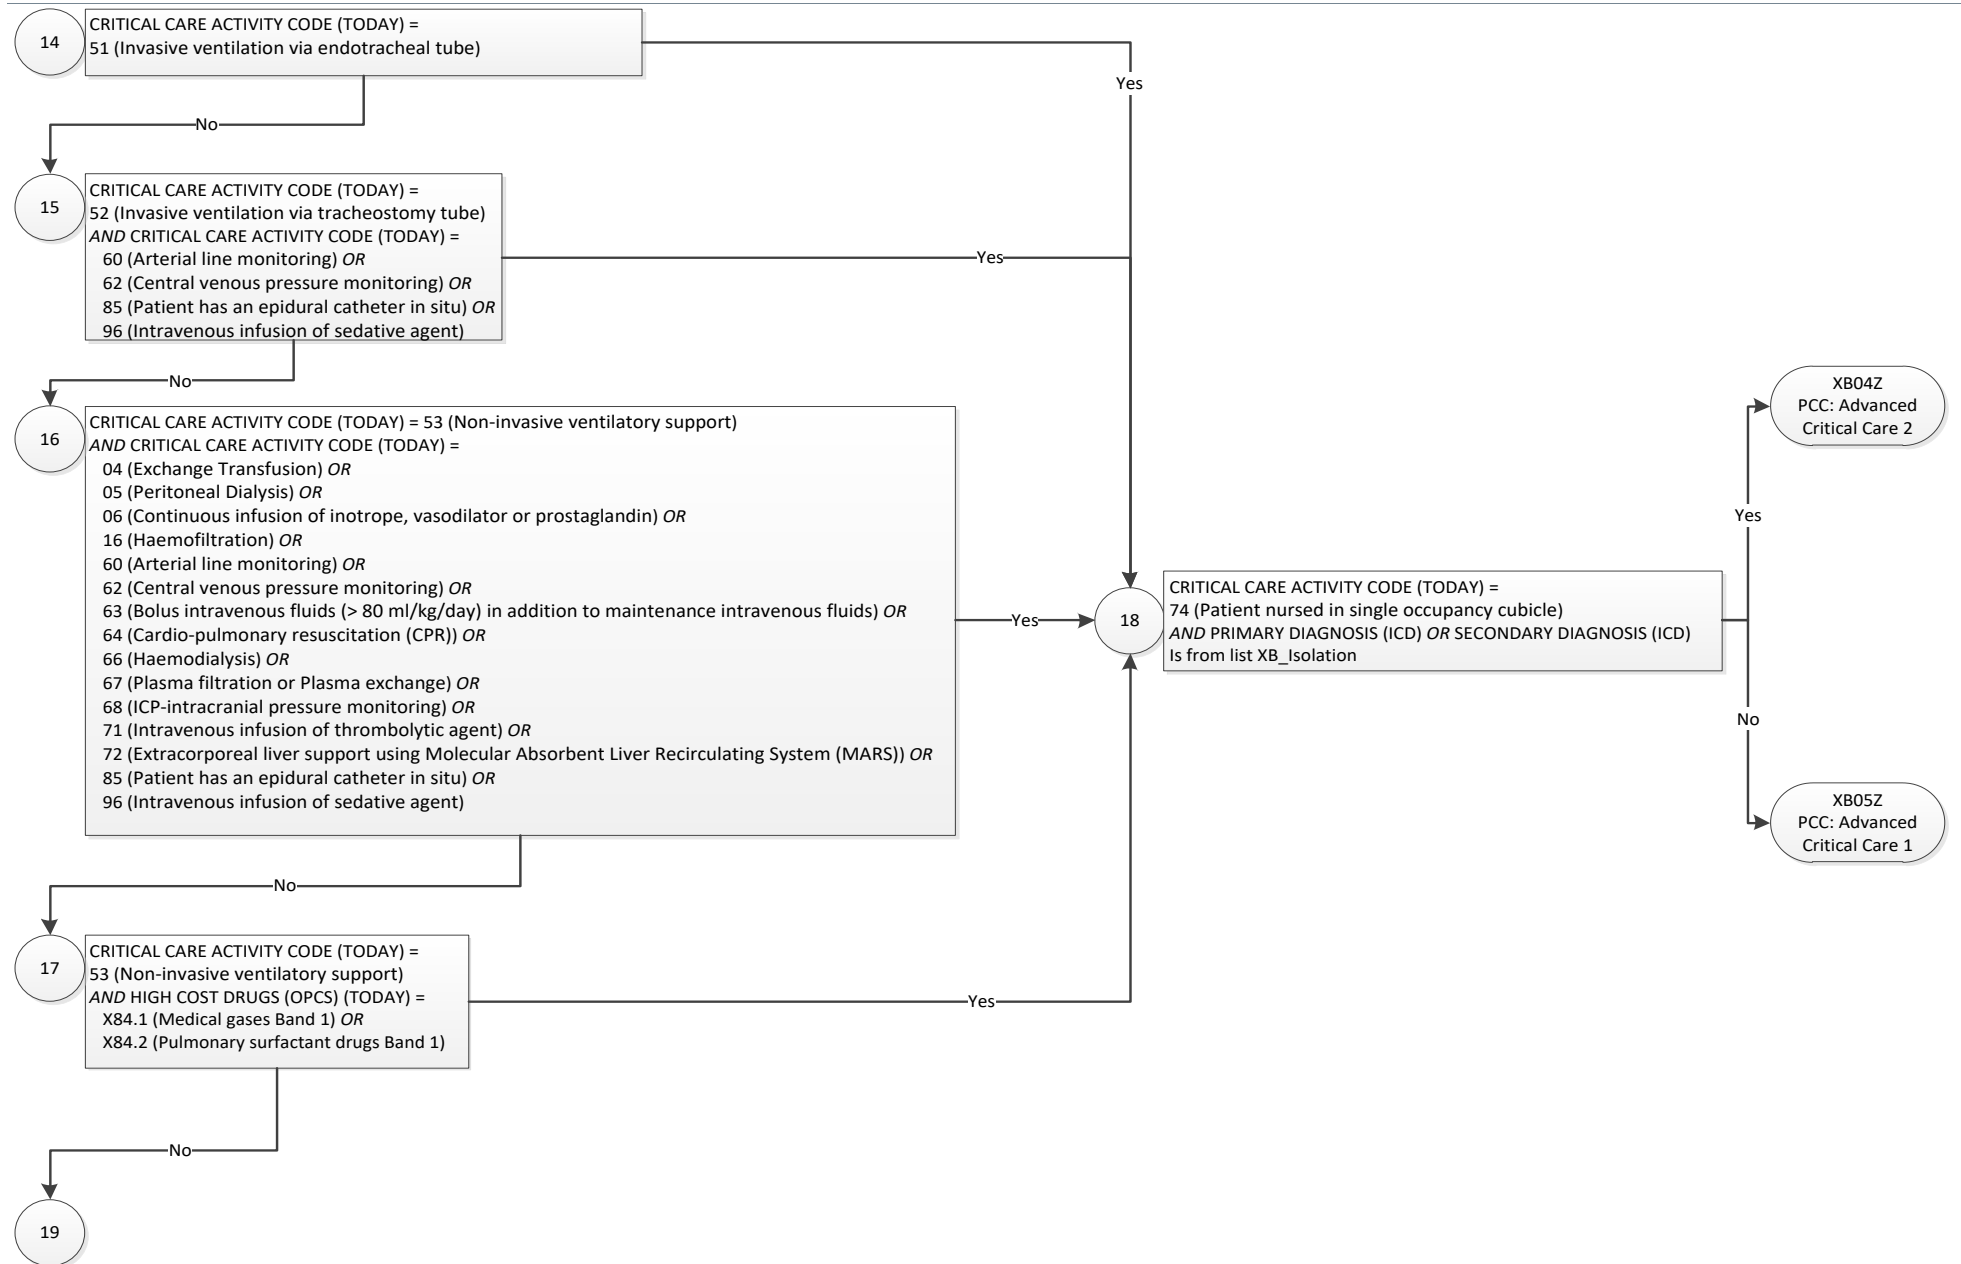 14
CRITICAL CARE ACTIVITY CODE (TODAY) =
51 (Invasive ventilation via endotracheal tube)
Yes
No
15
CRITICAL CARE ACTIVITY CODE (TODAY) =
52 (Invasive ventilation via tracheostomy tube)
AND CRITICAL CARE ACTIVITY CODE (TODAY) =
60 (Arterial line monitoring) OR
62 (Central venous pressure monitoring) OR
85 (Patient has an epidural catheter in situ) OR
96 (Intravenous infusion of sedative agent)
Yes
No
16
CRITICAL CARE ACTIVITY CODE (TODAY) = 53 (Non-invasive ventilatory support)
AND CRITICAL CARE ACTIVITY CODE (TODAY) =
04 (Exchange Transfusion) OR
05 (Peritoneal Dialysis) OR
06 (Continuous infusion of inotrope, vasodilator or prostaglandin) OR
16 (Haemofiltration) OR
60 (Arterial line monitoring) OR
62 (Central venous pressure monitoring) OR
63 (Bolus intravenous fluids (> 80 ml/kg/day) in addition to maintenance intravenous fluids) OR
64 (Cardio-pulmonary resuscitation (CPR)) OR
66 (Haemodialysis) OR
67 (Plasma filtration or Plasma exchange) OR
68 (ICP-intracranial pressure monitoring) OR
71 (Intravenous infusion of thrombolytic agent) OR
72 (Extracorporeal liver support using Molecular Absorbent Liver Recirculating System (MARS)) OR
85 (Patient has an epidural catheter in situ) OR
96 (Intravenous infusion of sedative agent)
Yes
No
17
CRITICAL CARE ACTIVITY CODE (TODAY) =
53 (Non-invasive ventilatory support)
AND HIGH COST DRUGS (OPCS) (TODAY) =
X84.1 (Medical gases Band 1) OR
X84.2 (Pulmonary surfactant drugs Band 1)
Yes
No
19
18
CRITICAL CARE ACTIVITY CODE (TODAY) =
74 (Patient nursed in single occupancy cubicle)
AND PRIMARY DIAGNOSIS (ICD) OR SECONDARY DIAGNOSIS (ICD)
Is from list XB_Isolation
Yes
XB04Z
PCC: Advanced
Critical Care 2
No
XB05Z
PCC: Advanced
Critical Care 1